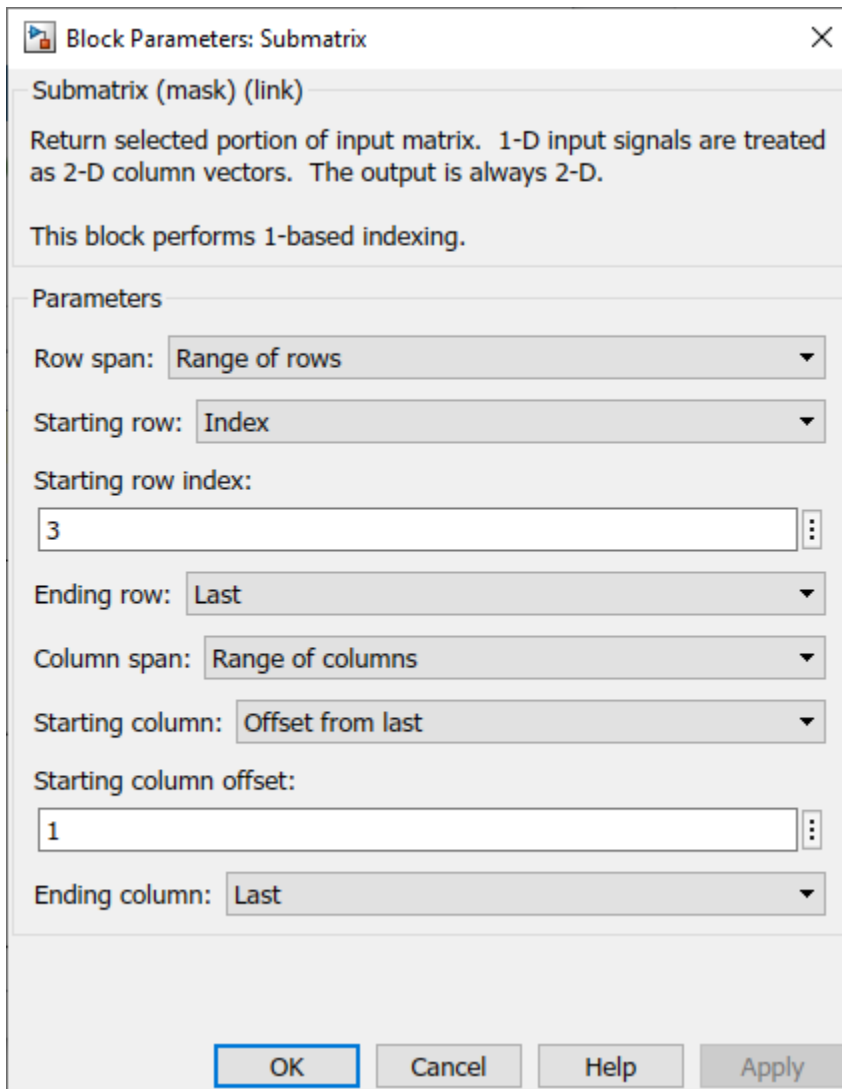 Block Parameters: Submatrix
Submatrix (mask) (link)
Return selected portion of input matrix.  1-D input signals are treated
as 2-D column vectors.  The output is always 2-D.
This block performs 1-based indexing.
Parameters
Row span: Range of rows
Starting row: Index
Starting row index:
3
Ending row: Last
Column span: Range of columns
Starting column: Offset from last
Starting column offset:
1
Ending column: Last
OK Cancel Help Apply